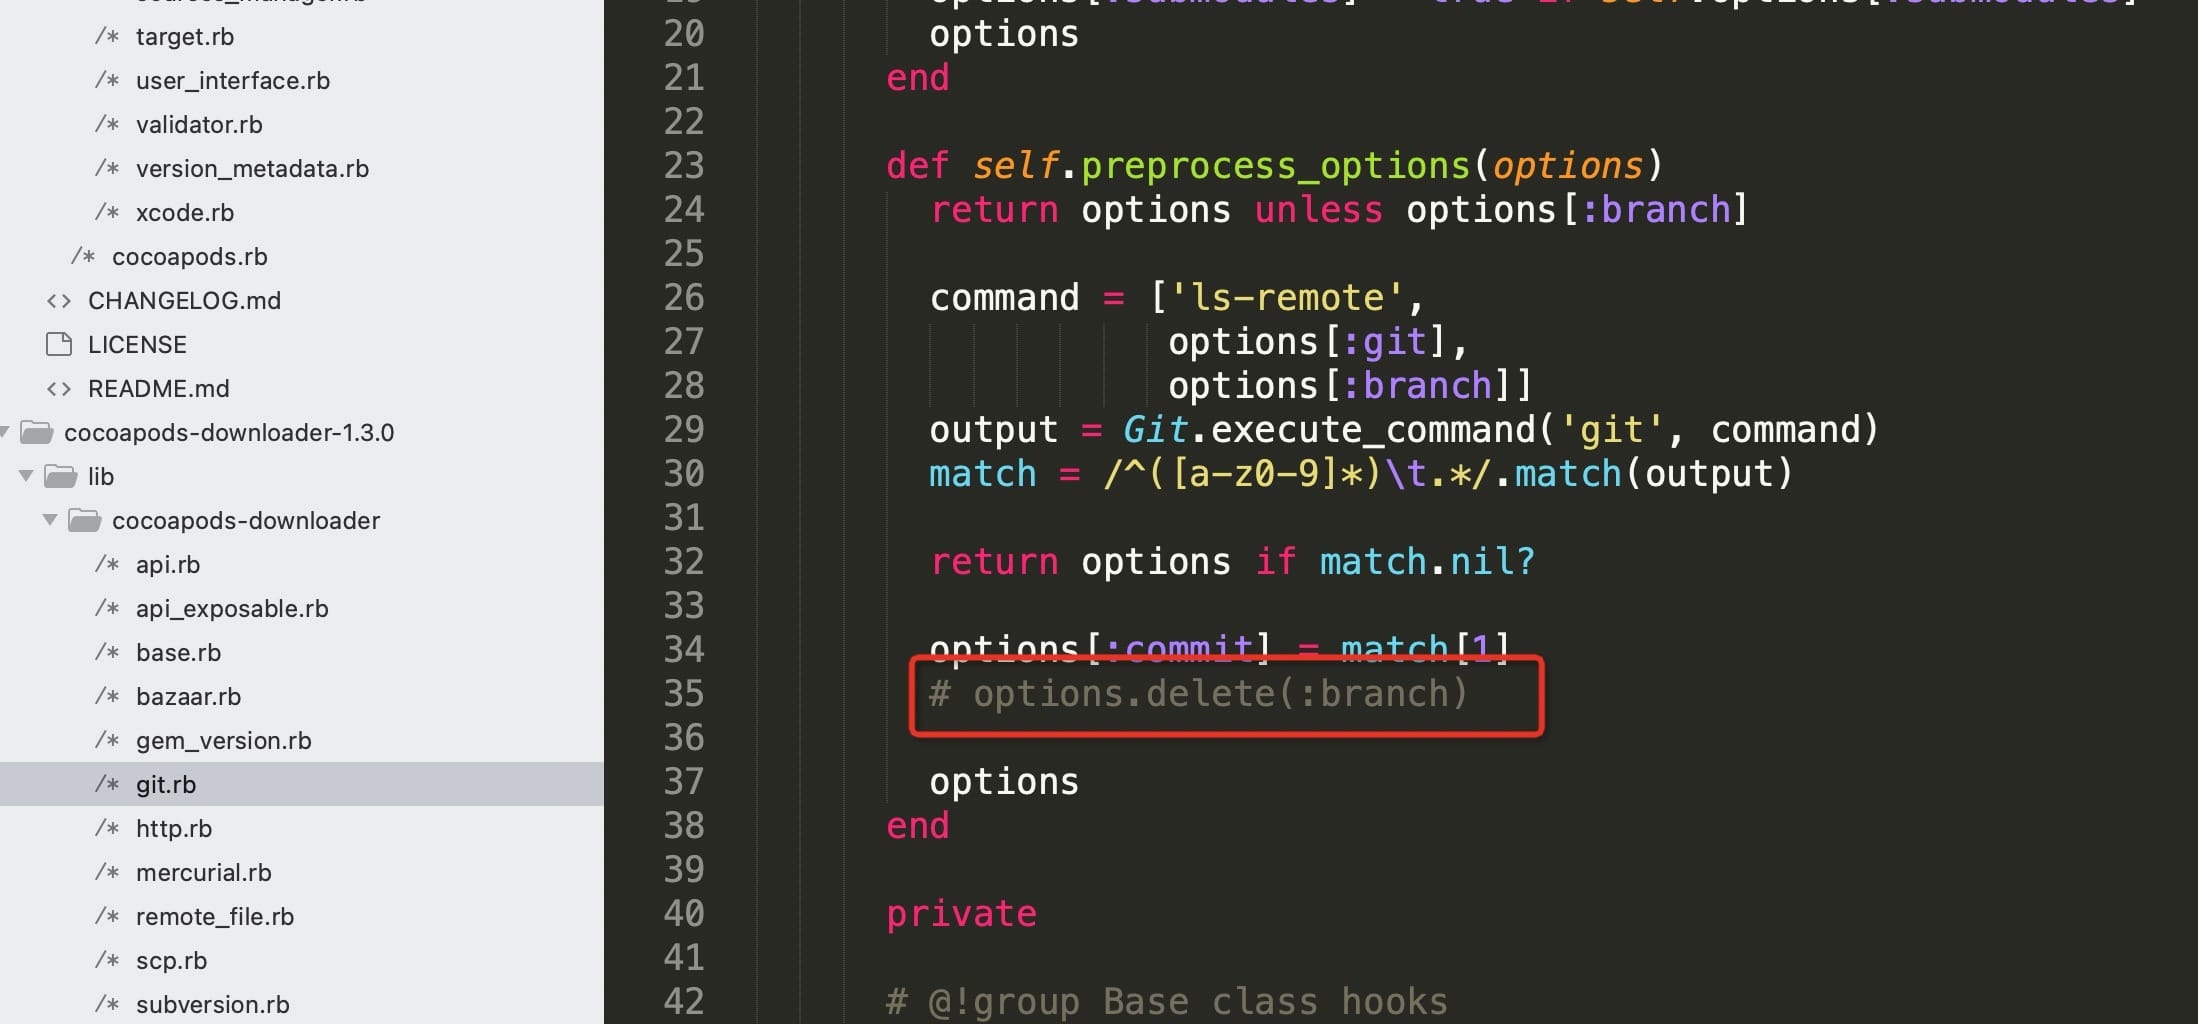 target.rb
user_interface.rb
validator.rb
version_metadata.rb
xcode.rb
cocoapods.rb
CHANGELOG.md
LICENSE
README.md
cocoapods-downloader-1.3.0
lib
cocoapods-downloader
api.rb
api_exposable.rb
base.rb
bazaar.rb
gem_version.rb
git.rb
http.rb
mercurial.rb
remote_file.rb
scp.rb
subversion.rb
20 options
21 end
22
23 def self.preprocess_options(options)
24 return options unless options[:branch]
25
26 command = ['ls-remote',
27 options[:git],
28 options[:branch]]
29 output = Git.execute_command('git', command)
30 match = /^([a-z0-9]*)\t.*/.match(output)
31
32 return options if match.nil?
33
34 options[:commit] = match[1]
35 # options.delete(:branch)
36
37 options
38 end
39
40 private
41
42 # @!group Base class hooks